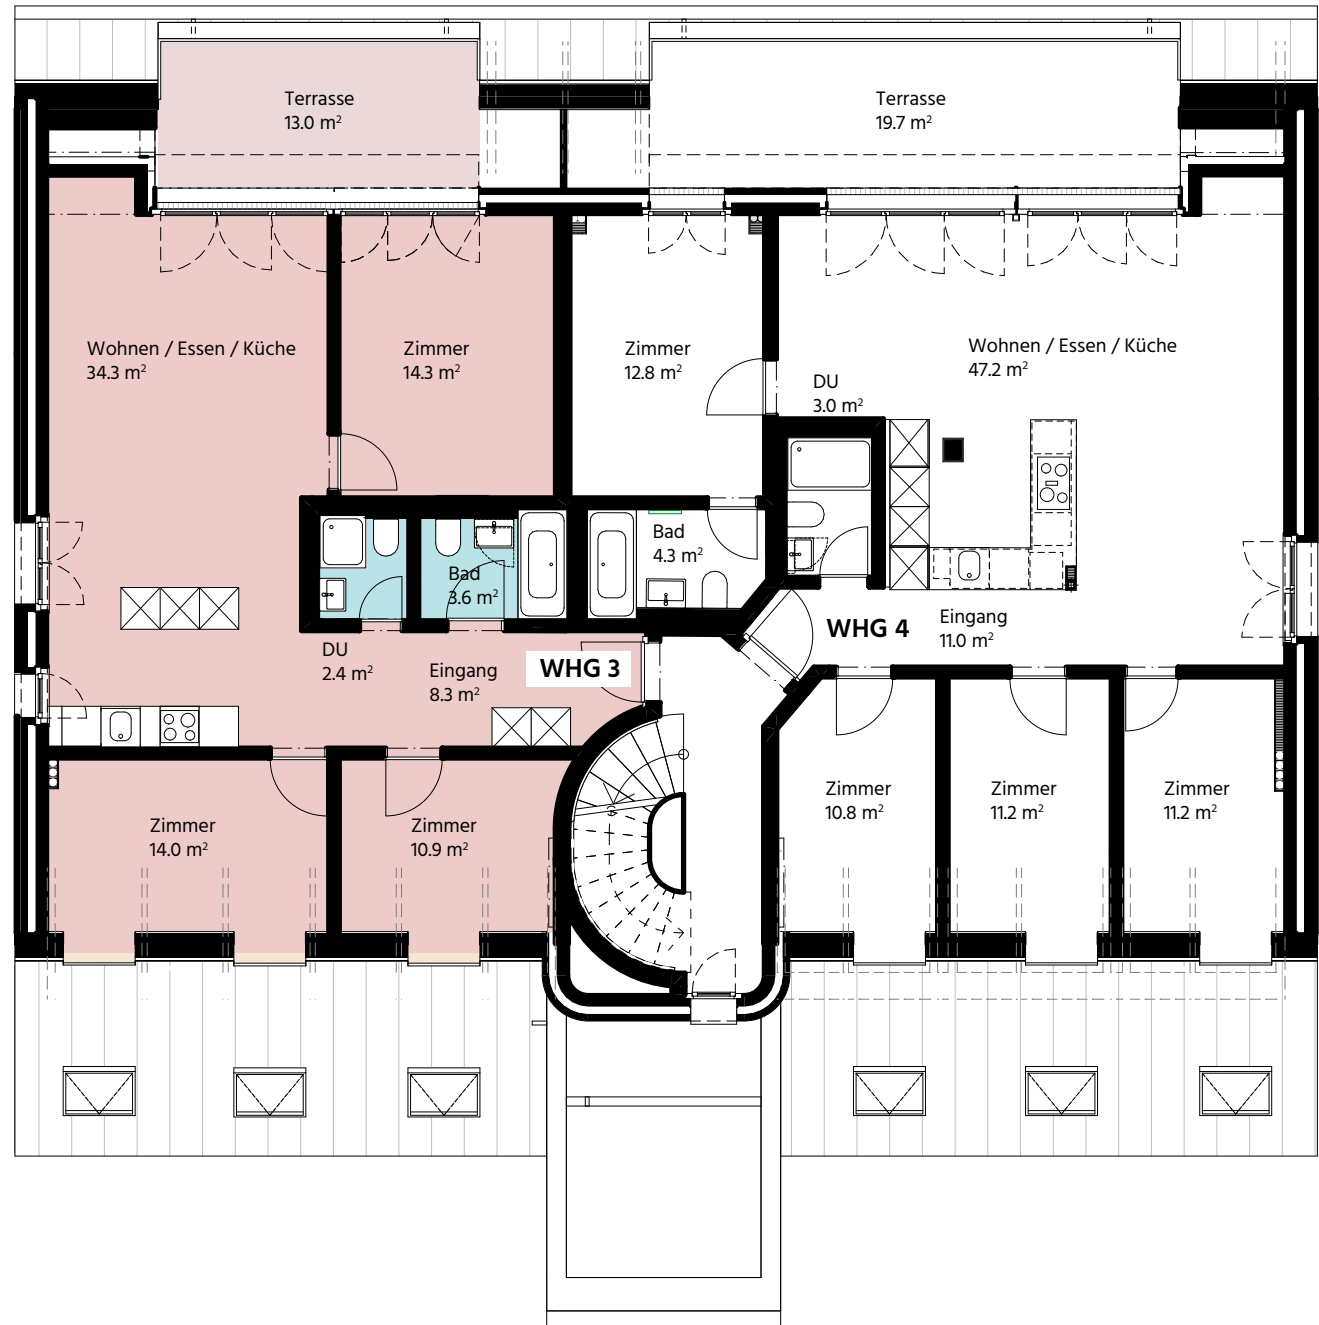 Terrasse
13.0 m²
Terrasse
19.7 m²
Wohnen / Essen / Küche
34.3 m²
Zimmer
14.3 m²
Zimmer
12.8 m²
Wohnen / Essen / Küche
47.2 m²
DU
3.0 m²
Bad
4.3 m²
Bad
3.6 m²
DU
2.4 m²
Eingang
8.3 m²
WHG 3
WHG 4
Eingang
11.0 m²
Zimmer
14.0 m²
Zimmer
10.9 m²
Zimmer
10.8 m²
Zimmer
11.2 m²
Zimmer
11.2 m²